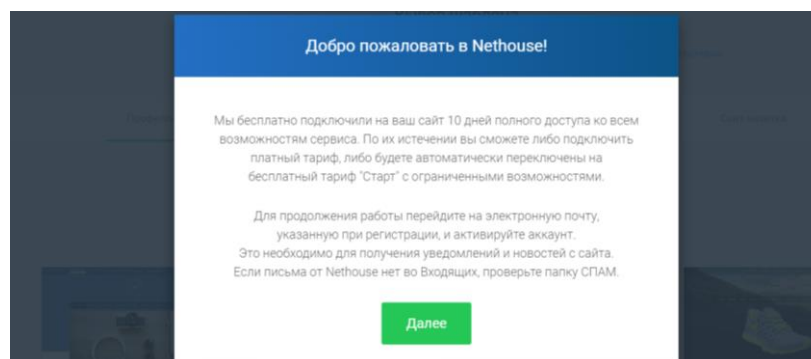 Добро пожаловать в Nethouse!
Мы бесплатно подключили на ваш сайт 10 дней полного доступа ко всем
возможностям сервиса. По их истечении вы сможете либо подключить
платный тариф, либо будете автоматически переключены на
бесплатный тариф "Старт" с ограниченными возможностями.
Для продолжения работы перейдите на электронную почту,
указанную при регистрации, и активируйте аккаунт.
Это необходимо для получения уведомлений и новостей с сайта.
Если письма от Nethouse нет во Входящих, проверьте папку СПАМ.
Далее